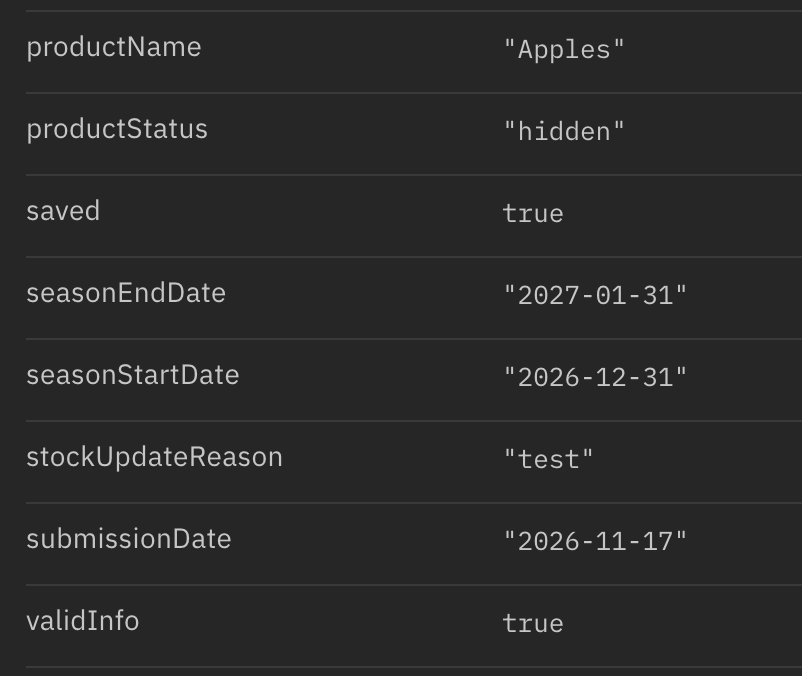 productName "Apples"
productStatus "hidden"
saved true
seasonEndDate "2027-01-31"
seasonStartDate "2026-12-31"
stockUpdateReason "test"
submissionDate "2026-11-17"
validInfo true